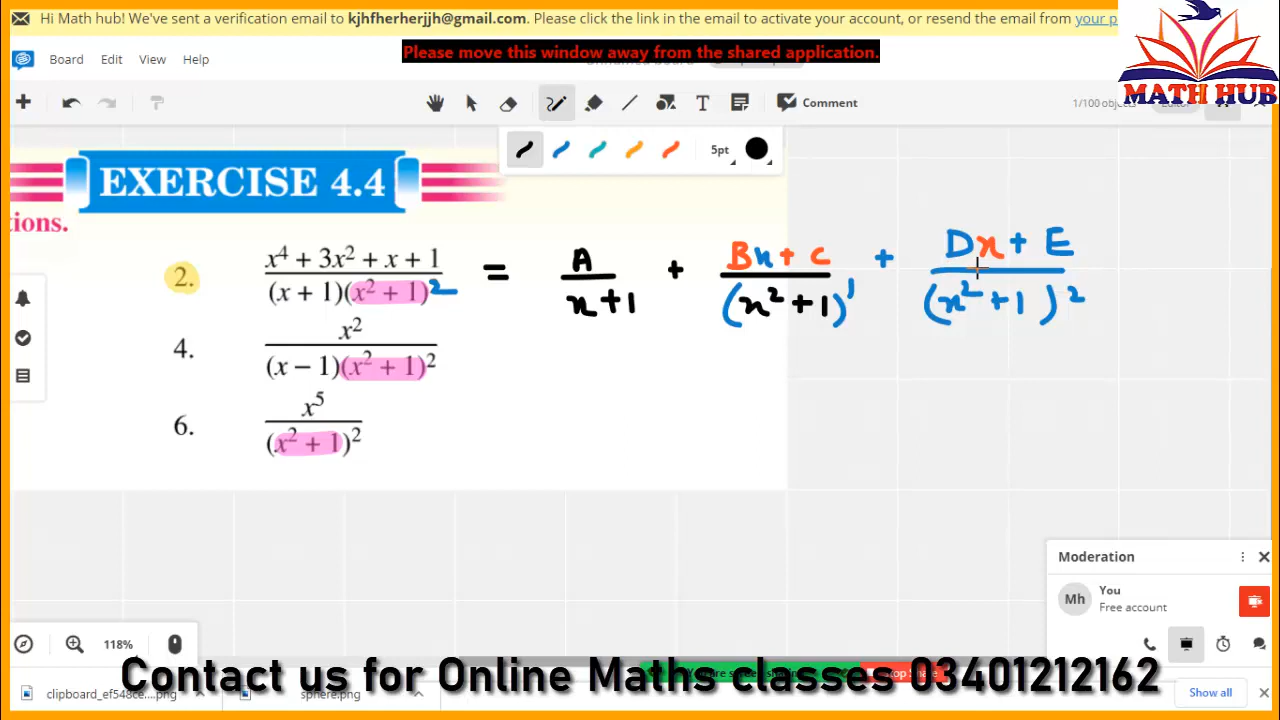 Hi Math hub! We've sent a verification email to kjhfherherjjh@gmail.com. Please click the link in the email to activate your account, or resend the email from your p
Please move this window away from the shared application.
Board Edit View Help
MATH HUB
Comment
1/100 objects
5pt
EXERCISE 4.4
tions.
2. x⁴ + 3x² + x + 1 / (x + 1)(x² + 1)² = A / x+1 + Bx + C / (x² + 1)¹ + Dx + E / (x² + 1)²
4. x² / (x − 1)(x² + 1)²
6. x⁵ / (x² + 1)²
Moderation
Mh
You
Free account
118%
Contact us for Online Maths classes 03401212162
clipboard_ef548ce....png
sphere.png
Show all